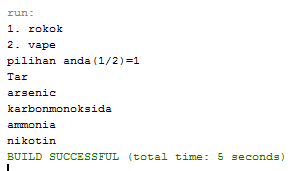 run:
1. rokok
2. vape
pilihan anda(1/2)=1
Tar
arsenic
karbonmonoksida
ammonia
nikotin
BUILD SUCCESSFUL (total time: 5 seconds)